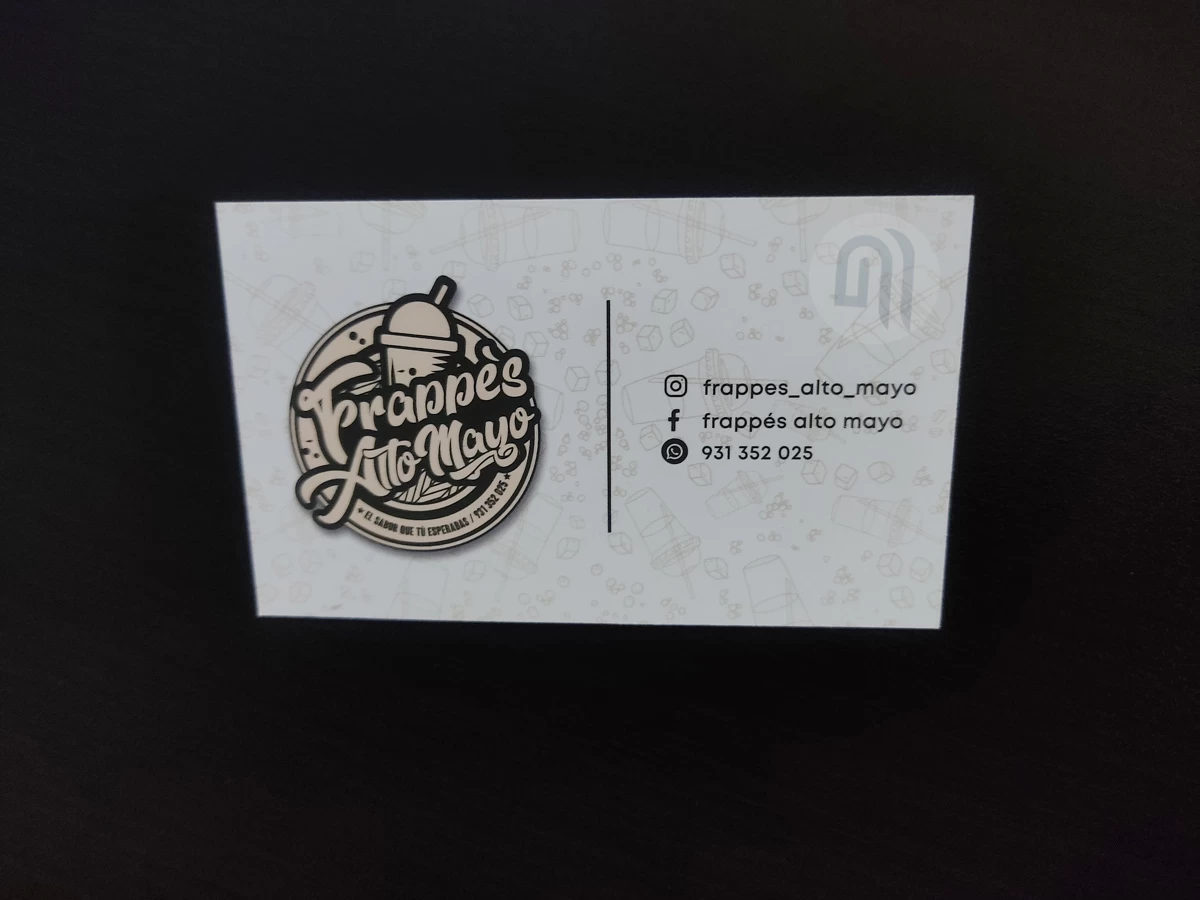 Frappès
Alto Mayo
★ EL SABOR QUE TÚ ESPERABAS / 931 352 025 ★
frappes_alto_mayo
frappés alto mayo
931 352 025